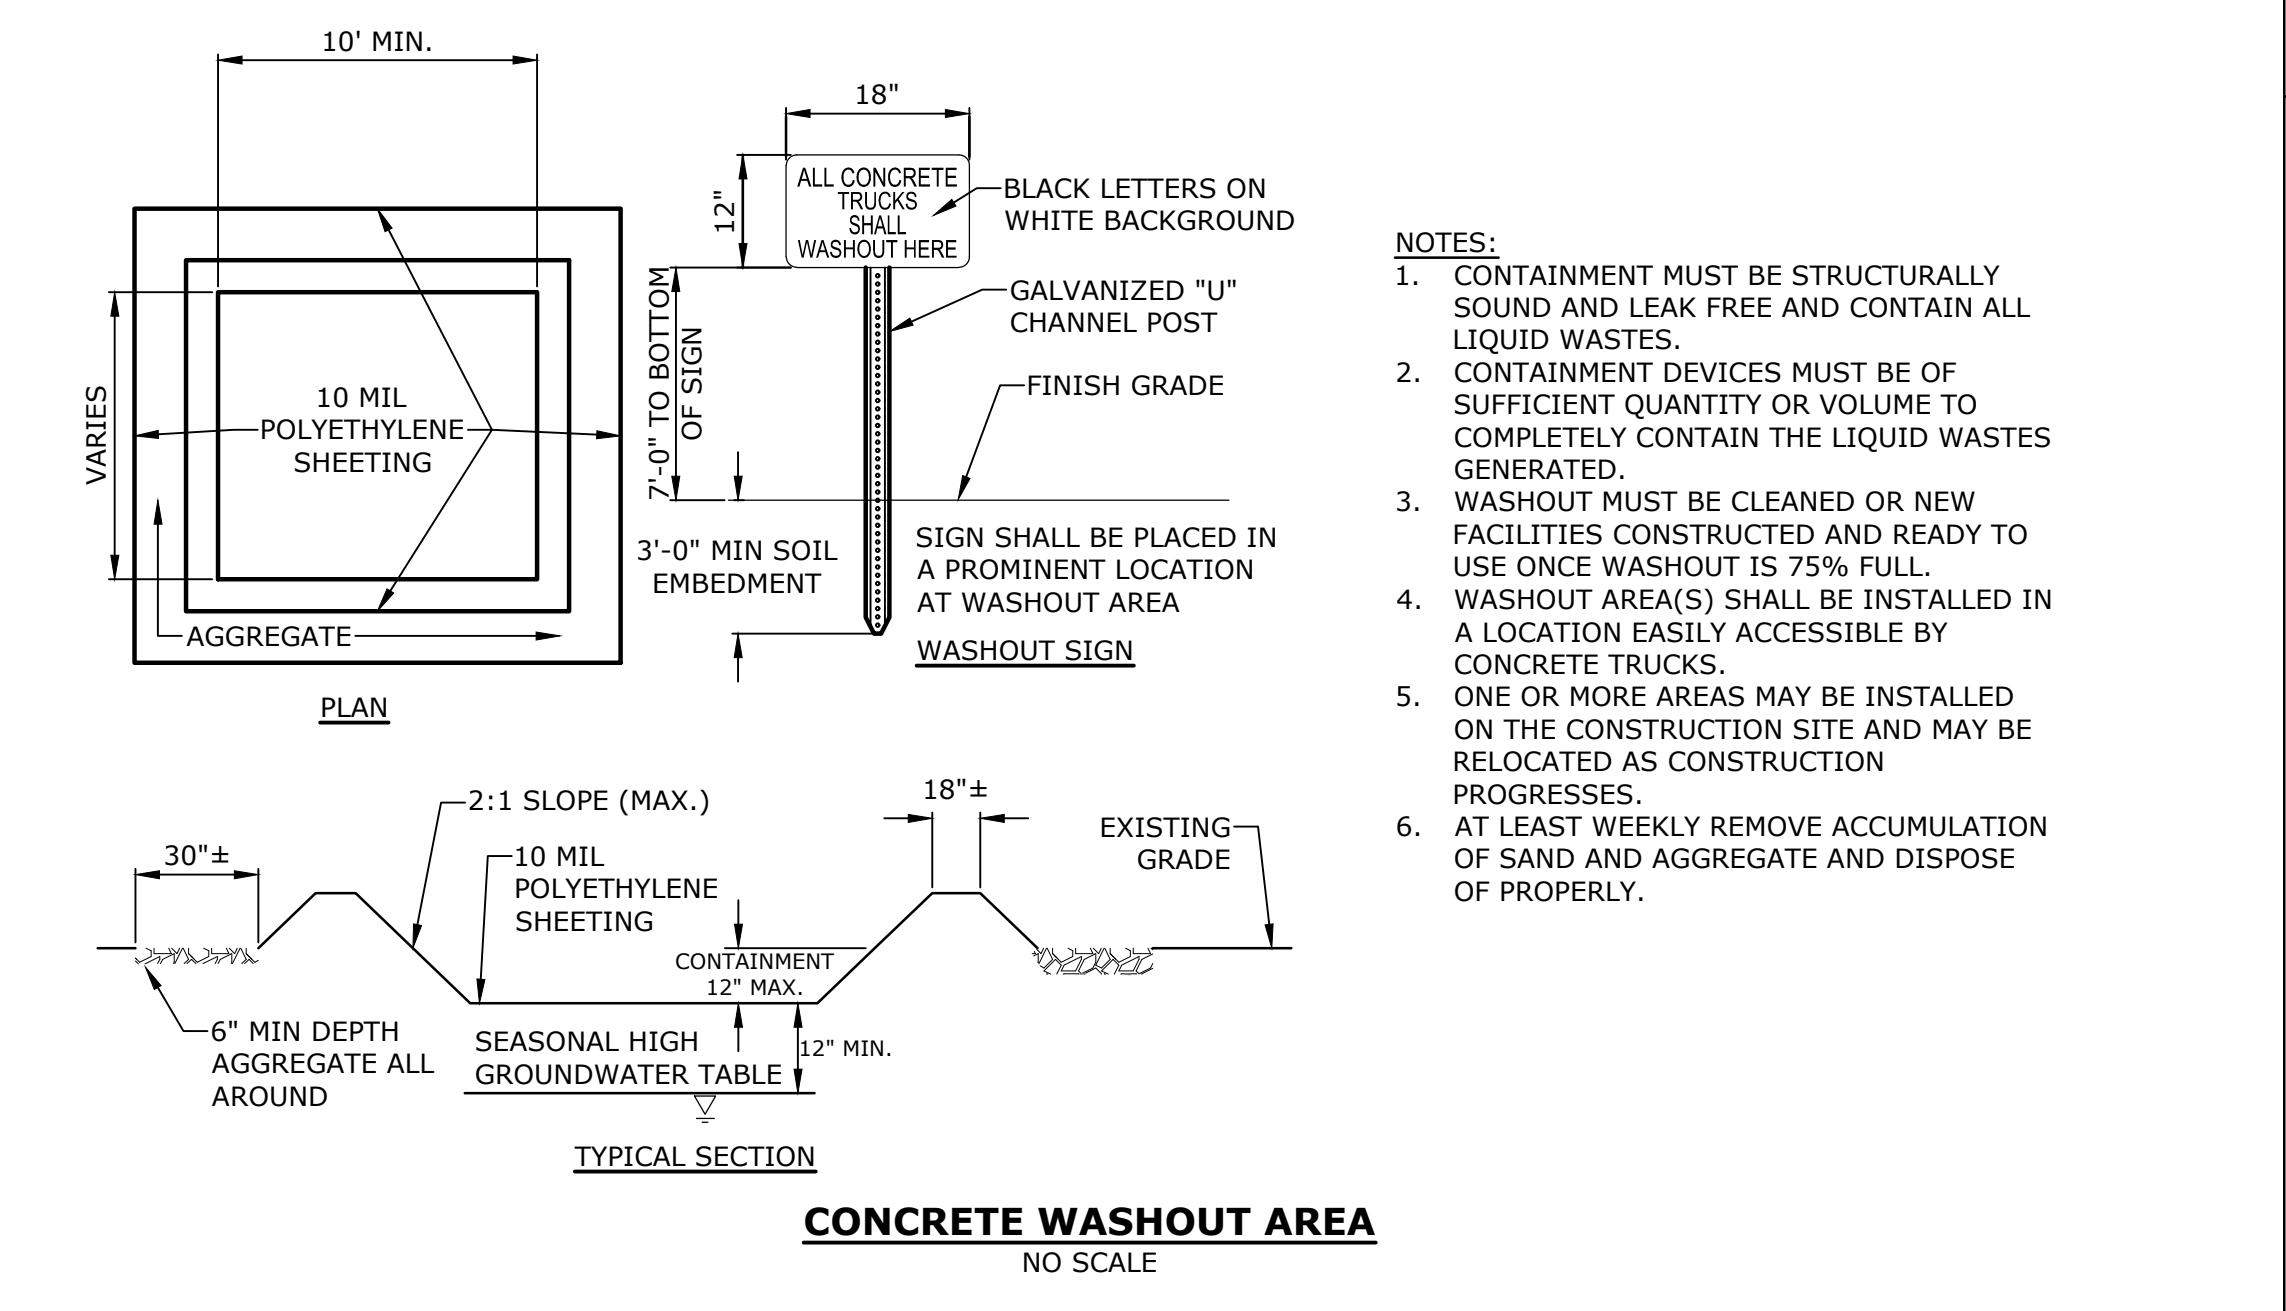 10' MIN.
VARIES
10 MIL
POLYETHYLENE
SHEETING
AGGREGATE
PLAN
18"
12"
ALL CONCRETE
TRUCKS
SHALL
WASHOUT HERE
BLACK LETTERS ON
WHITE BACKGROUND
GALVANIZED "U"
CHANNEL POST
7'-0" TO BOTTOM
OF SIGN
FINISH GRADE
3'-0" MIN SOIL
EMBEDMENT
SIGN SHALL BE PLACED IN
A PROMINENT LOCATION
AT WASHOUT AREA
WASHOUT SIGN
NOTES:
1. CONTAINMENT MUST BE STRUCTURALLY
SOUND AND LEAK FREE AND CONTAIN ALL
LIQUID WASTES.
2. CONTAINMENT DEVICES MUST BE OF
SUFFICIENT QUANTITY OR VOLUME TO
COMPLETELY CONTAIN THE LIQUID WASTES
GENERATED.
3. WASHOUT MUST BE CLEANED OR NEW
FACILITIES CONSTRUCTED AND READY TO
USE ONCE WASHOUT IS 75% FULL.
4. WASHOUT AREA(S) SHALL BE INSTALLED IN
A LOCATION EASILY ACCESSIBLE BY
CONCRETE TRUCKS.
5. ONE OR MORE AREAS MAY BE INSTALLED
ON THE CONSTRUCTION SITE AND MAY BE
RELOCATED AS CONSTRUCTION
PROGRESSES.
6. AT LEAST WEEKLY REMOVE ACCUMULATION
OF SAND AND AGGREGATE AND DISPOSE
OF PROPERLY.
30"±
2:1 SLOPE (MAX.)
10 MIL
POLYETHYLENE
SHEETING
18"±
EXISTING
GRADE
CONTAINMENT
12" MAX.
6" MIN DEPTH
AGGREGATE ALL
AROUND
SEASONAL HIGH
GROUNDWATER TABLE
12" MIN.
TYPICAL SECTION
CONCRETE WASHOUT AREA
NO SCALE